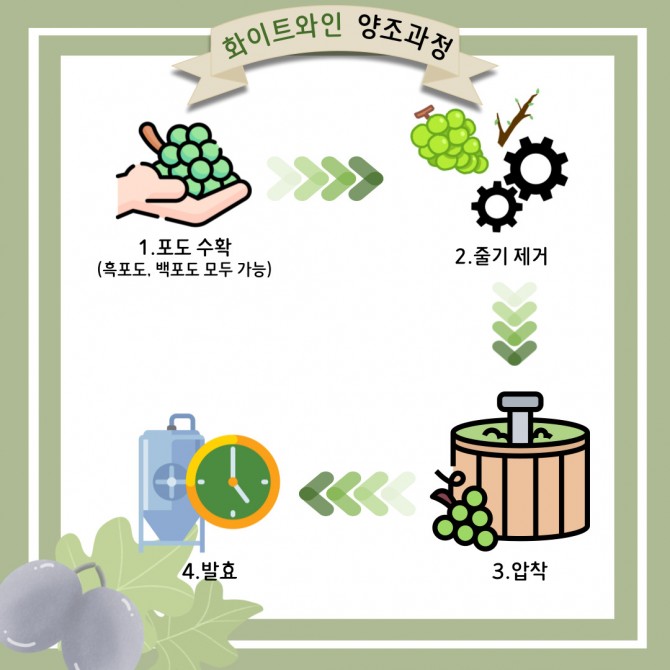 화이트와인 양조과정
1.포도 수확
(흑포도, 백포도 모두 가능)
2.줄기 제거
3.압착
4.발효